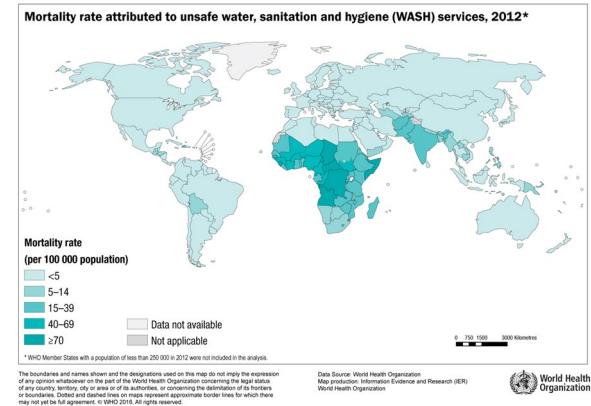 Mortality rate attributed to unsafe water, sanitation and hygiene (WASH) services, 2012*
Mortality rate
(per 100 000 population)
<5
5–14
15–39
40–69
≥70
Data not available
Not applicable
0 750 1500 3000 Kilometres
* WHO Member States with a population of less than 250 000 in 2012 were not included in the analysis.
The boundaries and names shown and the designations used on this map do not imply the expression
of any opinion whatsoever on the part of the World Health Organization concerning the legal status
of any country, territory, city or area or of its authorities, or concerning the delimitation of its frontiers
or boundaries. Dotted and dashed lines on maps represent approximate border lines for which there
may not yet be full agreement. © WHO 2016. All rights reserved.
Data Source: World Health Organization
Map production: Information Evidence and Research (IER)
World Health Organization
World Health
Organization